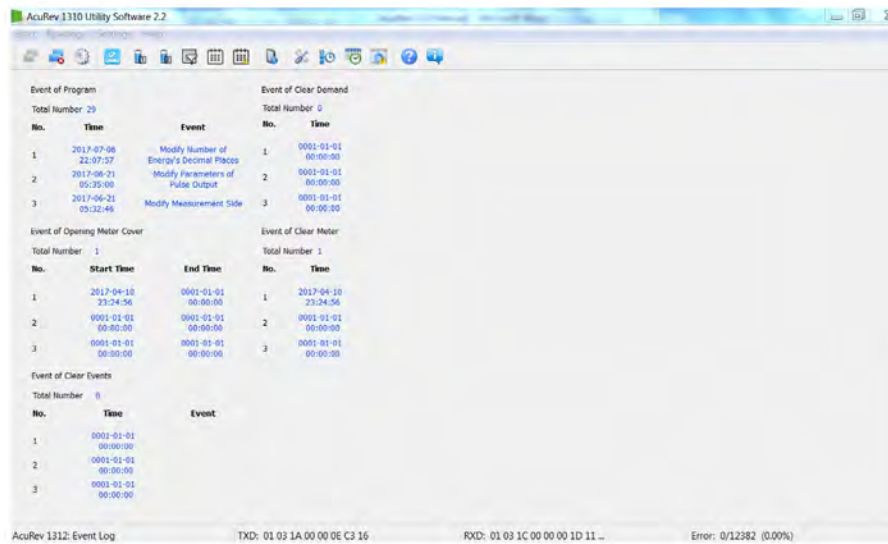 AcuRev 1310 Utility Software 2.2
Event of Program
Total Number 29
No. Time Event
1 2017-07-06 22:07:57 Modify Number of Energy's Decimal Places
2 2017-06-21 05:35:00 Modify Parameters of Pulse Output
3 2017-06-21 05:32:46 Modify Measurement Side
Event of Clear Demand
Total Number 0
No. Time
1 0001-01-01 00:00:00
2 0001-01-01 00:00:00
3 0001-01-01 00:00:00
Event of Opening Meter Cover
Total Number 1
No. Start Time End Time
1 2017-04-10 23:24:56 0001-01-01 00:00:00
2 0001-01-01 00:00:00 0001-01-01 00:00:00
3 0001-01-01 00:00:00 0001-01-01 00:00:00
Event of Clear Meter
Total Number 1
No. Time
1 2017-04-10 23:24:56
2 0001-01-01 00:00:00
3 0001-01-01 00:00:00
Event of Clear Events
Total Number 0
No. Time Event
1 0001-01-01 00:00:00
2 0001-01-01 00:00:00
3 0001-01-01 00:00:00
AcuRev 1312: Event Log TXD: 01 03 1A 00 00 0E C3 16 RXD: 01 03 1C 00 00 00 1D 11 ... Error: 0/12382 (0.00%)